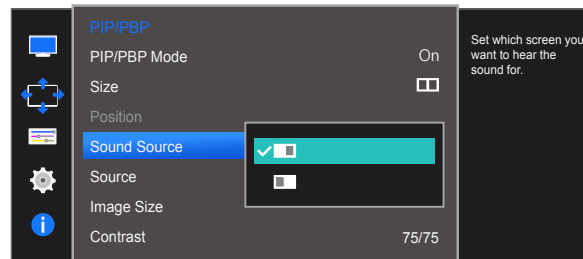 PIP/PBP
PIP/PBP Mode On
Size
Position
Sound Source
Source
Image Size
Contrast 75/75
Set which screen you
want to hear the
sound for.